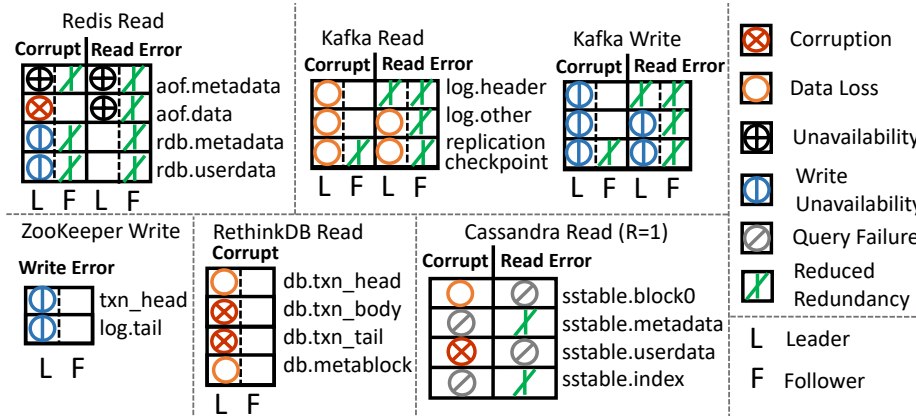 Redis Read
Corrupt Read Error
aof.metadata
aof.data
rdb.metadata
rdb.userdata
L F
Kafka Read
Corrupt Read Error
log.header
log.other
replication
checkpoint
L F
Kafka Write
Corrupt Read Error
L F
ZooKeeper Write
Write Error
txn_head
log.tail
L F
RethinkDB Read
Corrupt
db.txn_head
db.txn_body
db.txn_tail
db.metablock
L F
Cassandra Read (R=1)
Corrupt Read Error
sstable.block0
sstable.metadata
sstable.userdata
sstable.index
Corruption
Data Loss
Unavailability
Write
Unavailability
Query Failure
Reduced
Redundancy
L Leader
F Follower